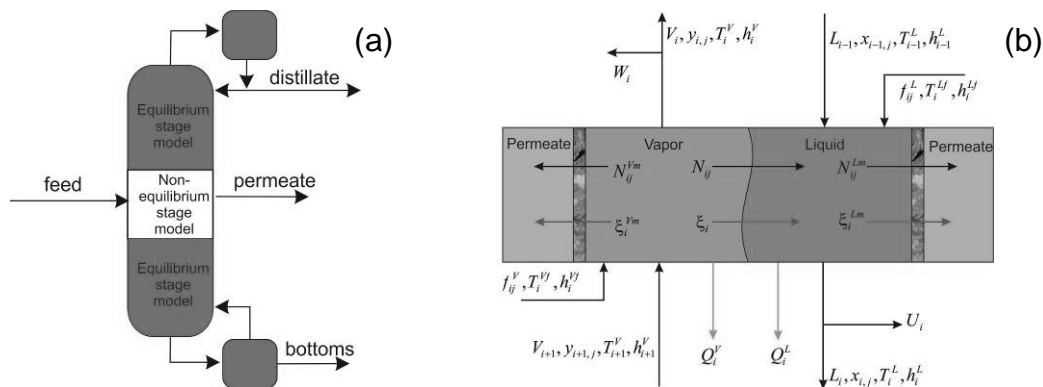 (a)
distillate
Equilibrium
stage
model
feed
Non-
equilibrium
stage
model
permeate
Equilibrium
stage
model
bottoms
(b)
V_i, y_{i,j}, T_i^V, h_i^V
W_i
L_{i-1}, x_{i-1,j}, T_{i-1}^L, h_{i-1}^L
f_{ij}^L, T_i^{Lf}, h_i^{Lf}
Permeate
Vapor
Liquid
Permeate
N_{ij}^{Vm}
N_{ij}
N_{ij}^{Lm}
ξ_i^{Vm}
ξ_i
ξ_i^{Lm}
f_{ij}^V, T_i^{Vf}, h_i^{Vf}
V_{i+1}, y_{i+1,j}, T_{i+1}^V, h_{i+1}^V
Q_i^V
Q_i^L
U_i
L_i, x_{i,j}, T_i^L, h_i^L